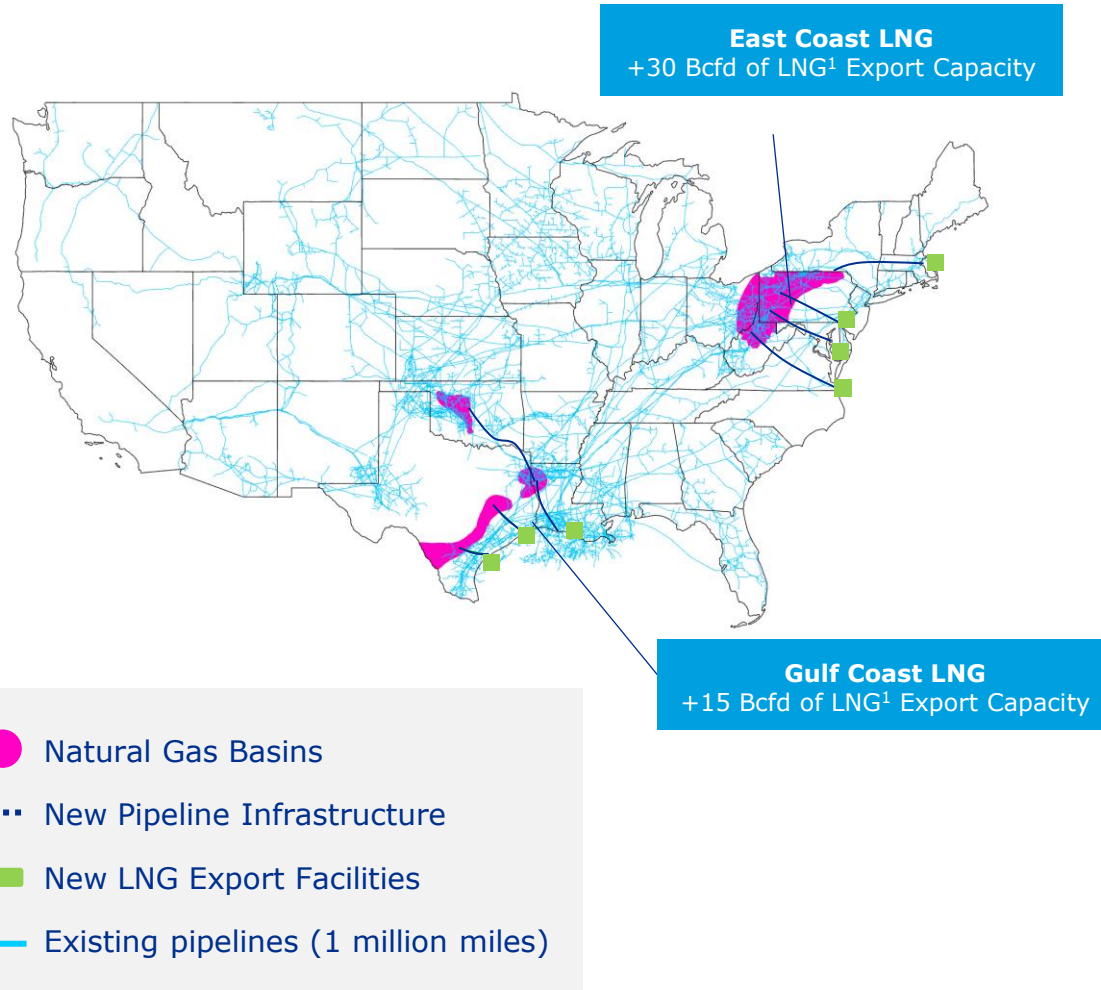 East Coast LNG
+30 Bcfd of LNG¹ Export Capacity
Gulf Coast LNG
+15 Bcfd of LNG¹ Export Capacity
Natural Gas Basins
New Pipeline Infrastructure
New LNG Export Facilities
Existing pipelines (1 million miles)